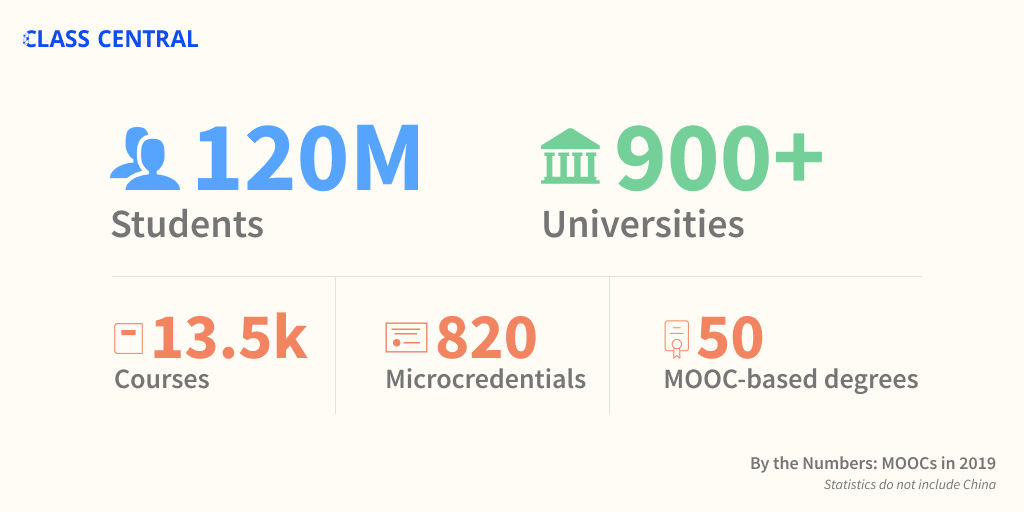 CLASS CENTRAL
120M
Students
900+
Universities
13.5k
Courses
820
Microcredentials
50
MOOC-based degrees
By the Numbers: MOOCs in 2019
Statistics do not include China